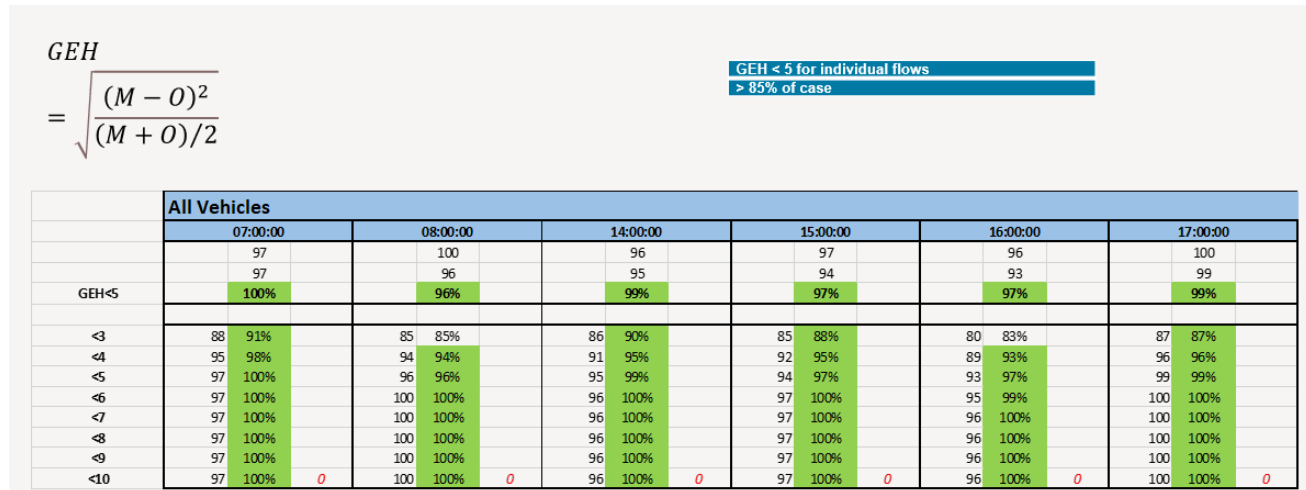 GEH
= √((M − O)²/((M + O)/2))
GEH < 5 for individual flows
> 85% of case
All Vehicles
07:00:00 08:00:00 14:00:00 15:00:00 16:00:00 17:00:00
97 100 96 97 96 100
97 96 95 94 93 99
GEH<5 100% 96% 99% 97% 97% 99%
<3 88 91% 85 85% 86 90% 85 88% 80 83% 87 87%
<4 95 98% 94 94% 91 95% 92 95% 89 93% 96 96%
<5 97 100% 96 96% 95 99% 94 97% 93 97% 99 99%
<6 97 100% 100 100% 96 100% 97 100% 95 99% 100 100%
<7 97 100% 100 100% 96 100% 97 100% 96 100% 100 100%
<8 97 100% 100 100% 96 100% 97 100% 96 100% 100 100%
<9 97 100% 100 100% 96 100% 97 100% 96 100% 100 100%
<10 97 100% 0 100 100% 0 96 100% 0 97 100% 0 96 100% 0 100 100% 0